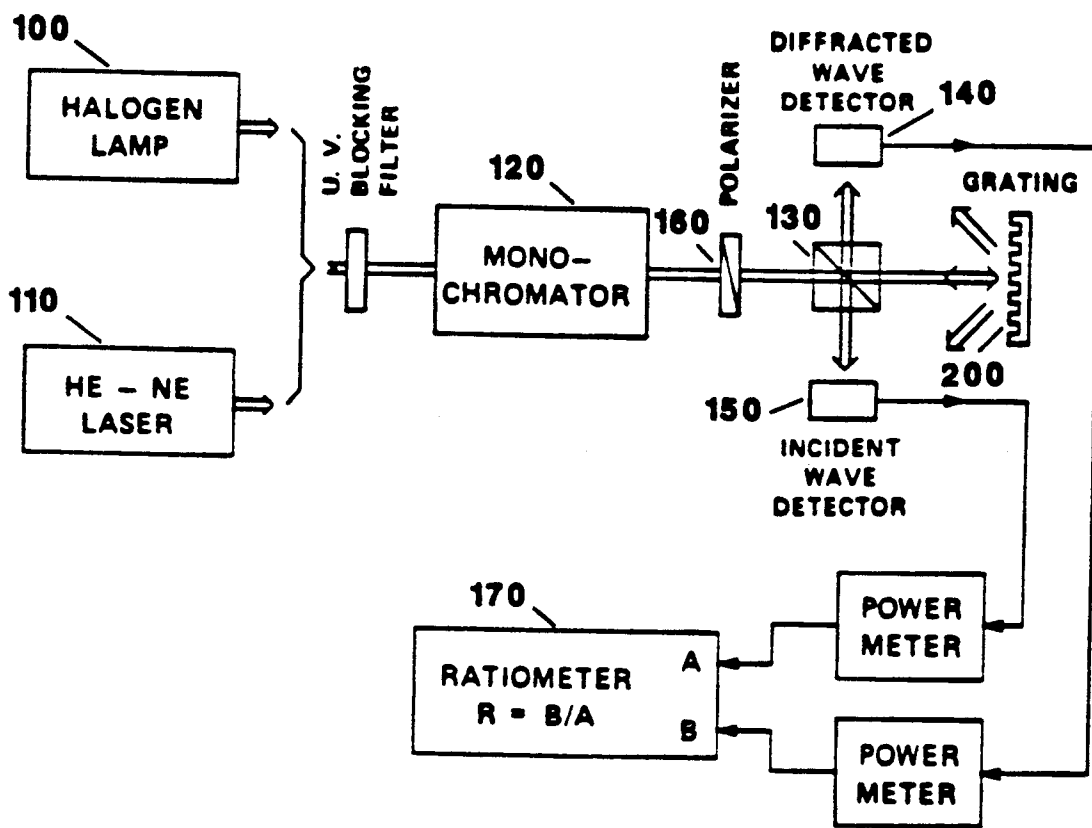 100
HALOGEN
LAMP
110
HE – NE
LASER
U. V.
BLOCKING
FILTER
120
MONO–
CHROMATOR
160
POLARIZER
130
DIFFRACTED
WAVE
DETECTOR
140
GRATING
200
150
INCIDENT
WAVE
DETECTOR
170
RATIOMETER
R = B/A
A
B
POWER
METER
POWER
METER